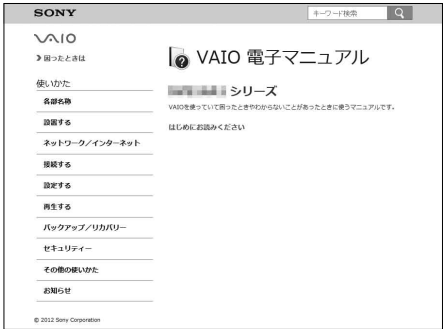 SONY
キーワード検索
VAIO
》困ったときは
VAIO 電子マニュアル
使いかた
シリーズ
VAIOを使っていて困ったときやわからないことがあったときに使うマニュアルです。
はじめにお読みください
各部名称
設置する
ネットワーク／インターネット
接続する
設定する
再生する
バックアップ／リカバリー
セキュリティー
その他の使いかた
お知らせ
© 2012 Sony Corporation